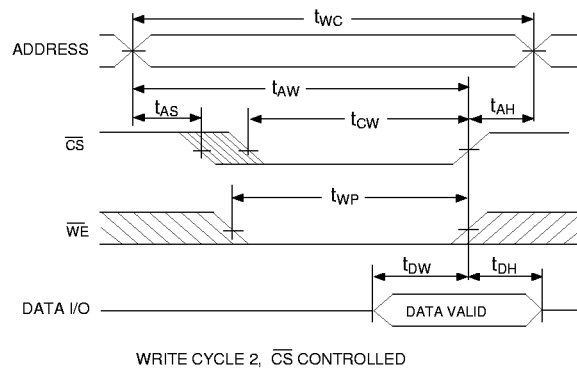 tWC
ADDRESS
tAW
tAS
tCW
tAH
CS
tWP
WE
tDW
tDH
DATA I/O
DATA VALID
WRITE CYCLE 2, CS CONTROLLED